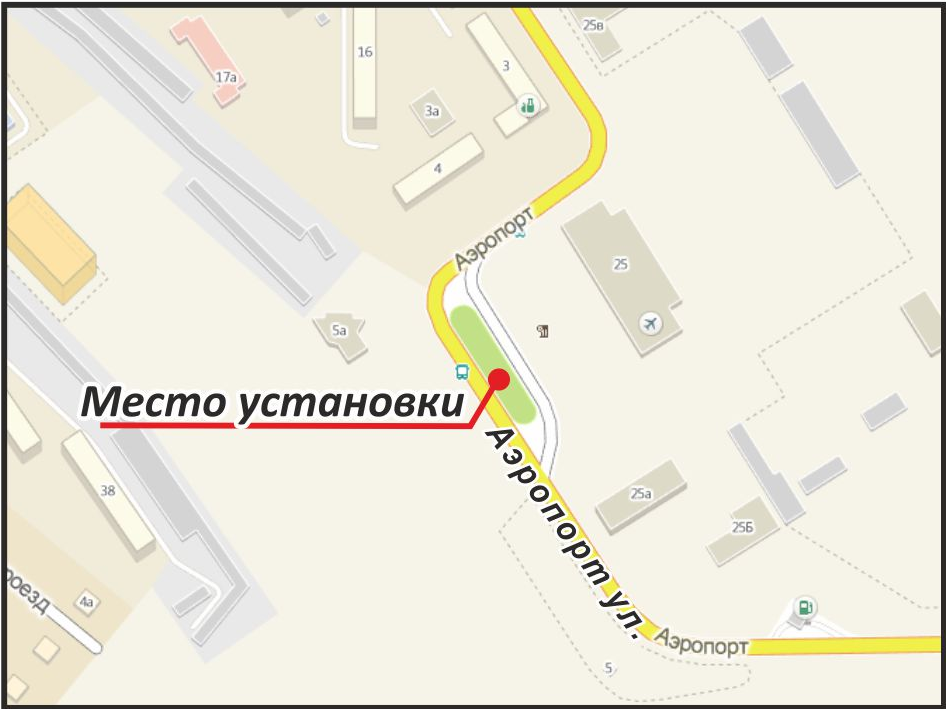 25в
16
3
17а
3а
4
Аэропорт
25
5а
Место установки
Аэропорт ул.
38
25а
25Б
роезд
4а
Аэропорт
5